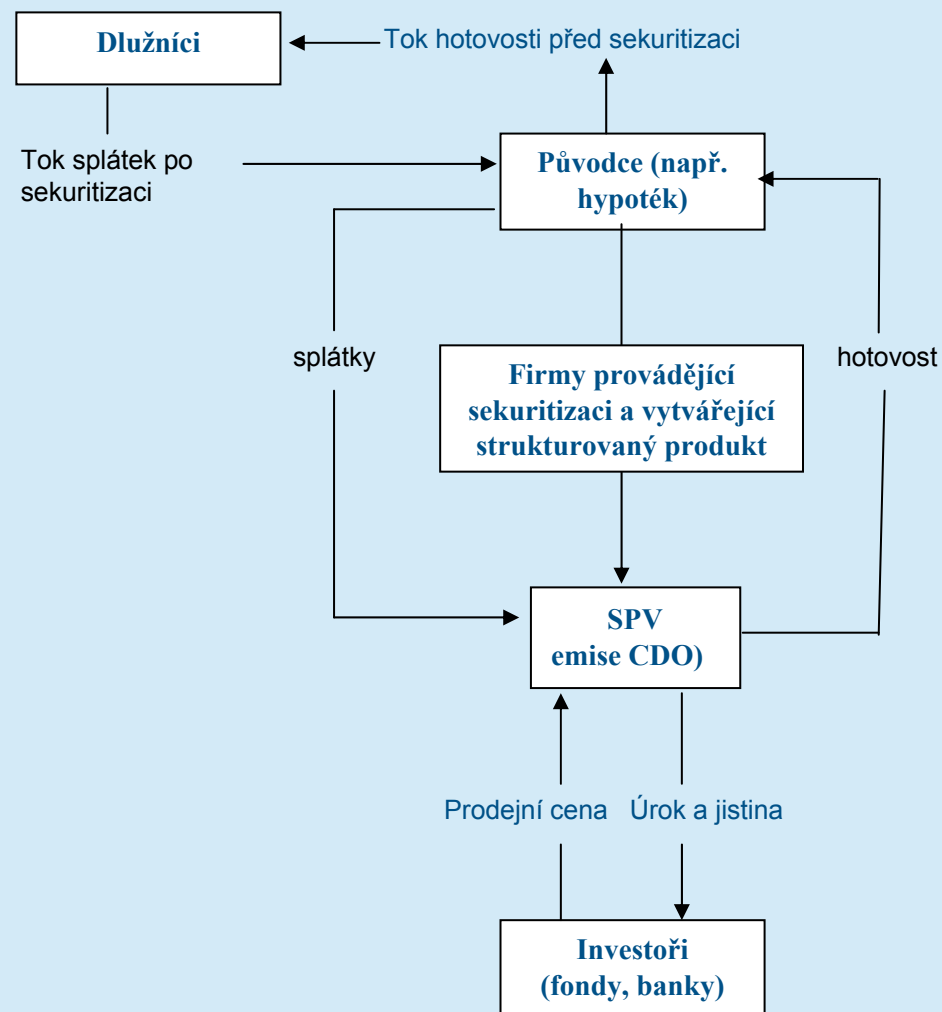 Dlužníci
Tok hotovosti před sekuritizaci
Tok splátek po
sekuritizaci
Původce (např.
hypoték)
splátky
Firmy provádějící
sekuritizaci a vytvářející
strukturovaný produkt
hotovost
SPV
emise CDO)
Prodejní cena
Úrok a jistina
Investoři
(fondy, banky)